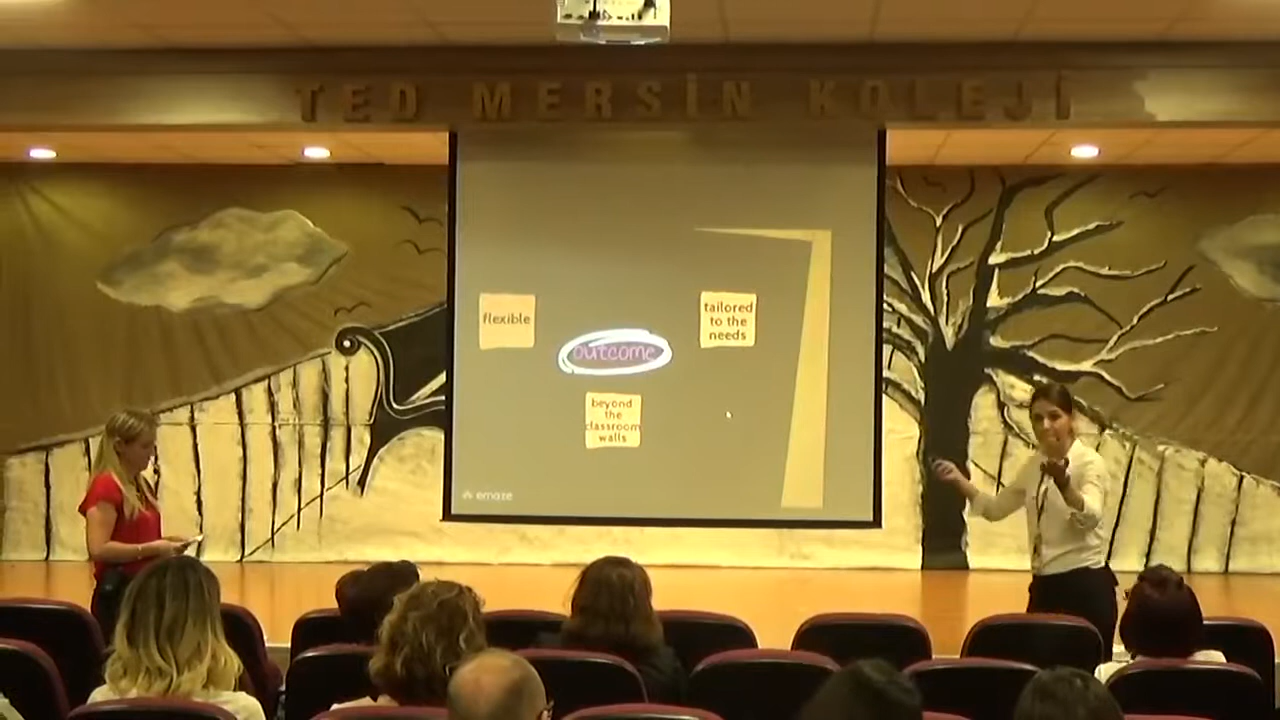 TED MERSİN KOLEJİ
flexible
tailored
to the
needs
outcome
beyond
the
classroom
walls
emaze